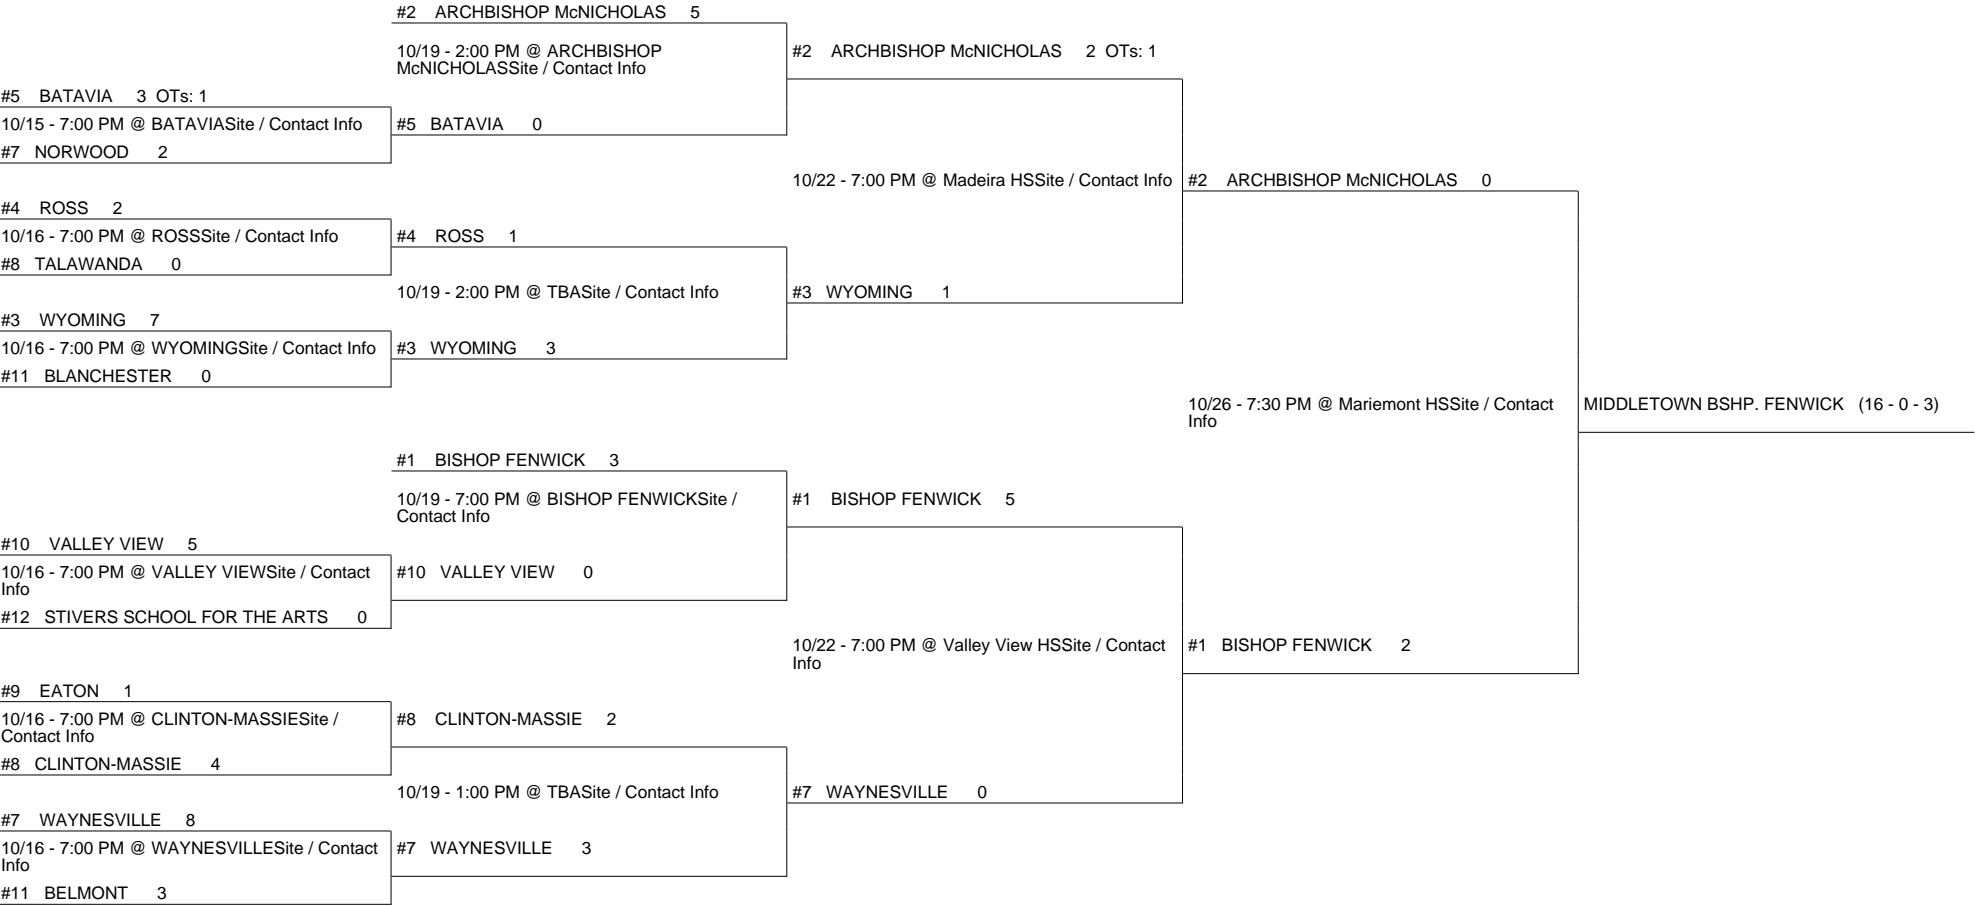 #2 ARCHBISHOP McNICHOLAS 5
10/19 - 2:00 PM @ ARCHBISHOP
McNICHOLASSite / Contact Info
#2 ARCHBISHOP McNICHOLAS 2 OTs: 1
#5 BATAVIA 3 OTs: 1
10/15 - 7:00 PM @ BATAVIASite / Contact Info
#5 BATAVIA 0
#7 NORWOOD 2
10/22 - 7:00 PM @ Madeira HSSite / Contact Info
#2 ARCHBISHOP McNICHOLAS 0
#4 ROSS 2
10/16 - 7:00 PM @ ROSSSite / Contact Info
#4 ROSS 1
#8 TALAWANDA 0
10/19 - 2:00 PM @ TBASite / Contact Info
#3 WYOMING 1
#3 WYOMING 7
10/16 - 7:00 PM @ WYOMINGSite / Contact Info
#3 WYOMING 3
#11 BLANCHESTER 0
10/26 - 7:30 PM @ Mariemont HSSite / Contact
Info
MIDDLETOWN BSHP. FENWICK (16 - 0 - 3)
#1 BISHOP FENWICK 3
10/19 - 7:00 PM @ BISHOP FENWICKSite /
Contact Info
#1 BISHOP FENWICK 5
#10 VALLEY VIEW 5
10/16 - 7:00 PM @ VALLEY VIEWSite / Contact
Info
#10 VALLEY VIEW 0
#12 STIVERS SCHOOL FOR THE ARTS 0
10/22 - 7:00 PM @ Valley View HSSite / Contact
Info
#1 BISHOP FENWICK 2
#9 EATON 1
10/16 - 7:00 PM @ CLINTON-MASSIESite /
Contact Info
#8 CLINTON-MASSIE 2
#8 CLINTON-MASSIE 4
10/19 - 1:00 PM @ TBASite / Contact Info
#7 WAYNESVILLE 0
#7 WAYNESVILLE 8
10/16 - 7:00 PM @ WAYNESVILLESite / Contact
Info
#7 WAYNESVILLE 3
#11 BELMONT 3